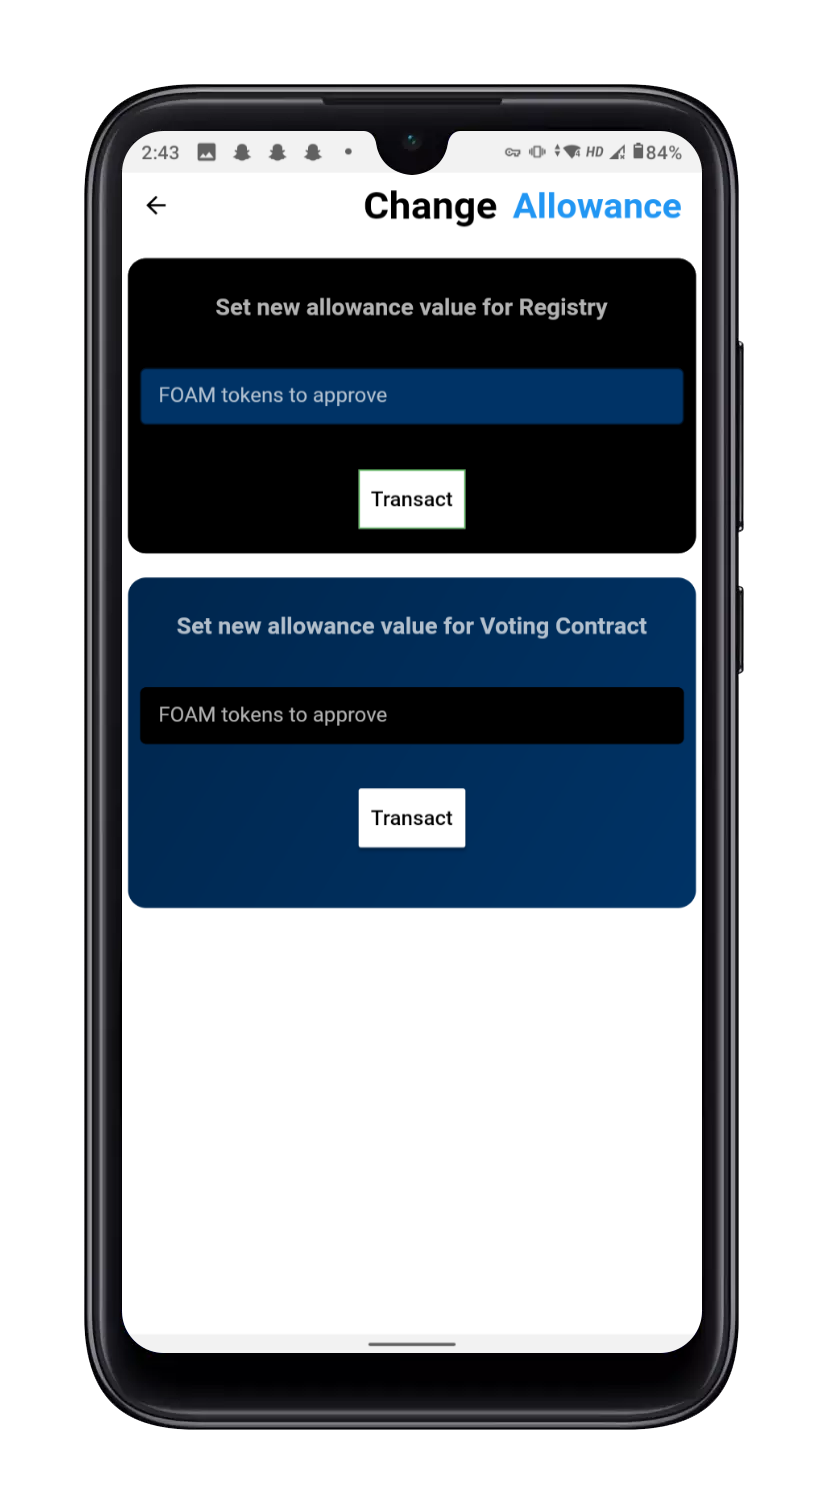 2:43 HD 84%
Change Allowance
Set new allowance value for Registry
FOAM tokens to approve
Transact
Set new allowance value for Voting Contract
FOAM tokens to approve
Transact